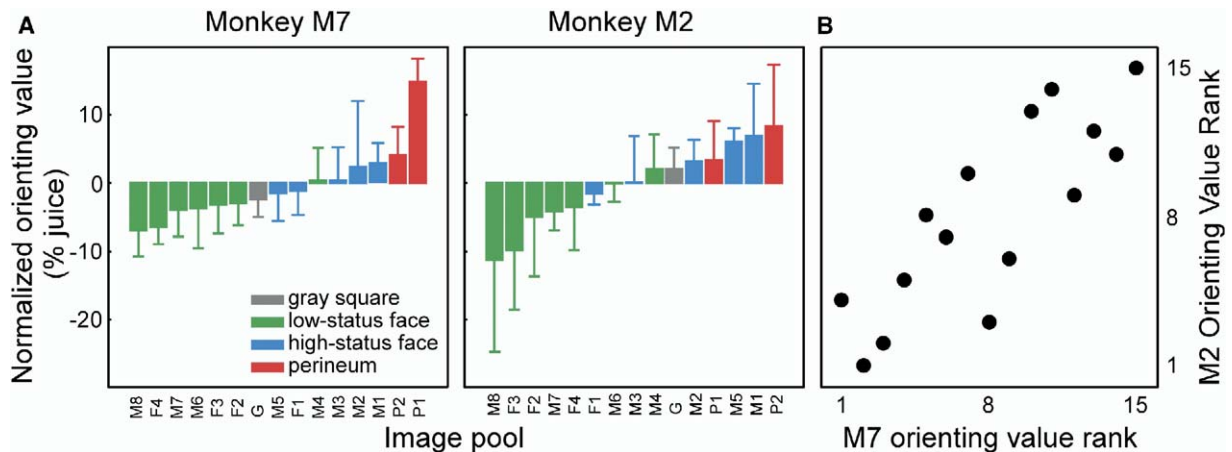 A
Monkey M7
Monkey M2
B
Normalized orienting value
(% juice)
10
0
-10
-20
gray square
low-status face
high-status face
perineum
M8 F4 M7 M6 F3 F2 G M5 F1 M4 M3 M2 M1 P2 P1
M8 F3 F2 M7 F4 F1 M6 M3 M4 G M2 P1 M5 M1 P2
Image pool
15
8
1
M2 Orienting Value Rank
1 8 15
M7 orienting value rank